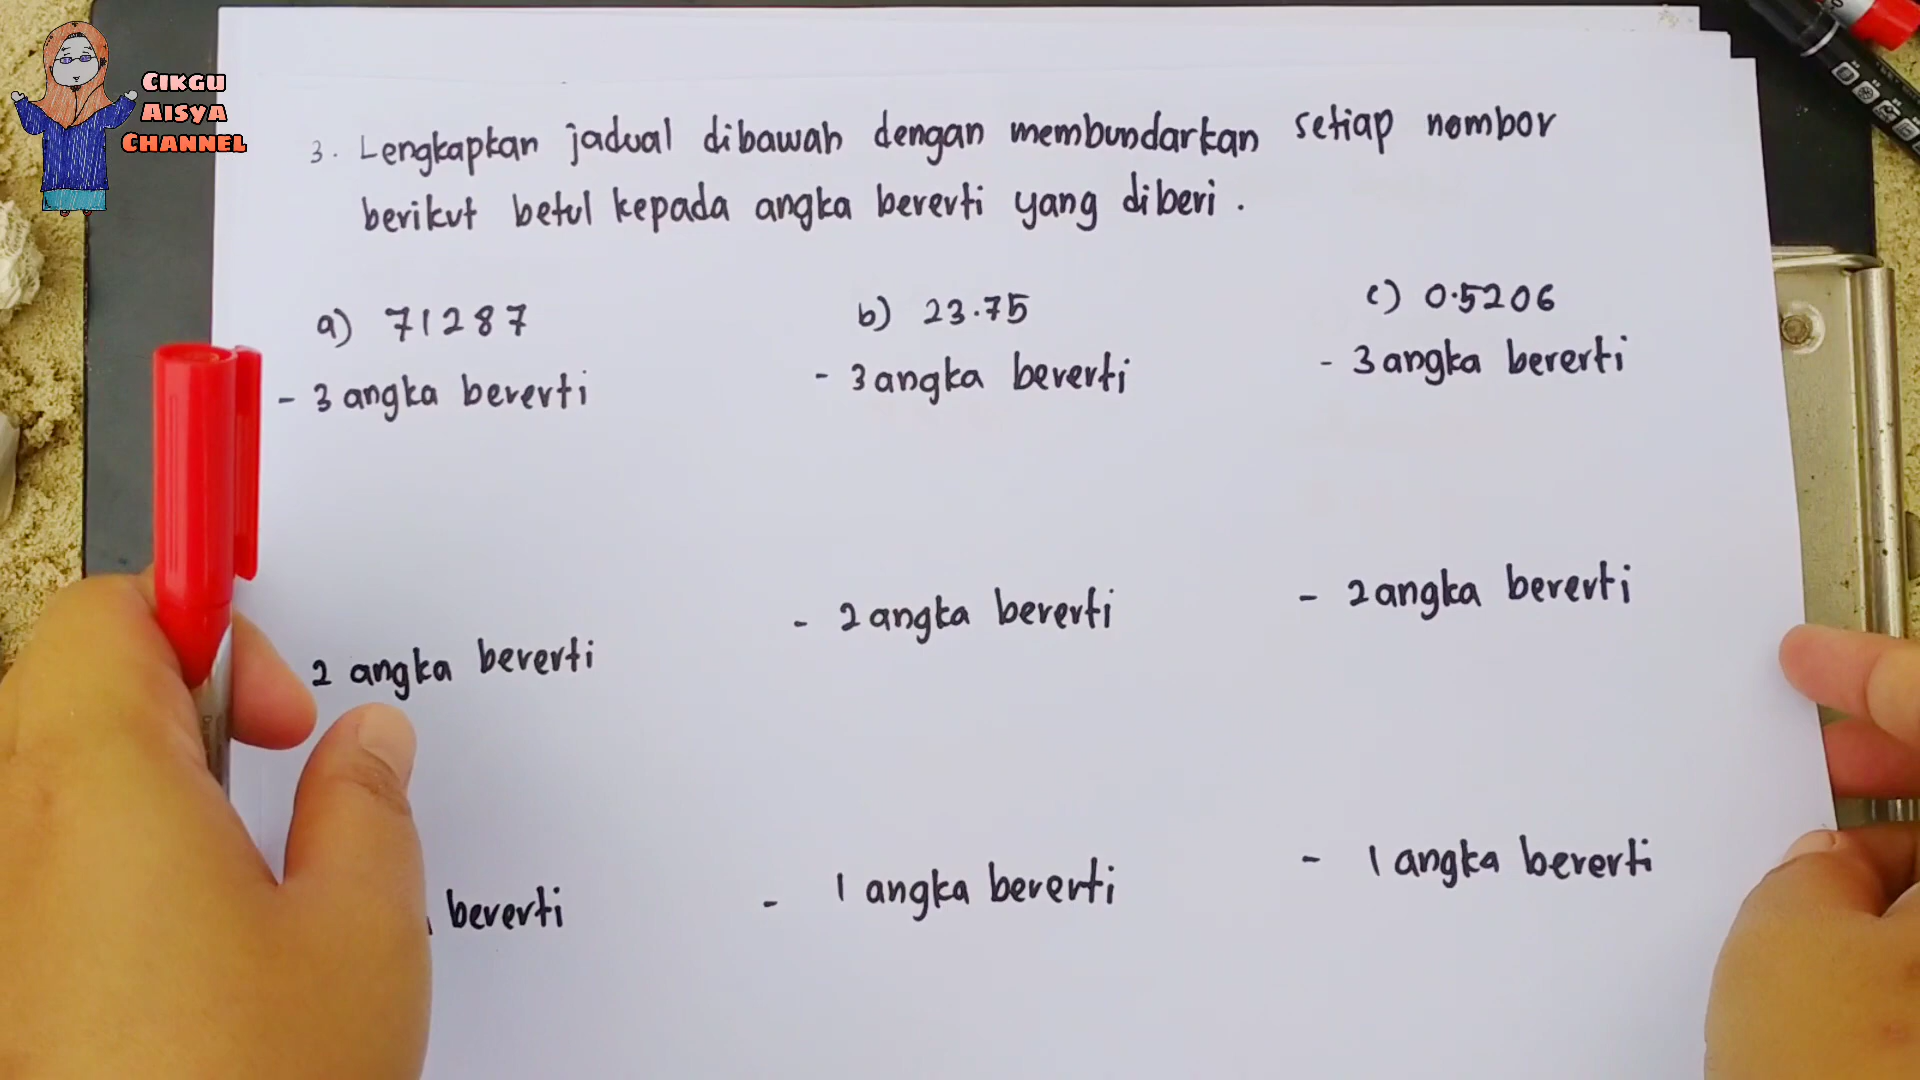 Cikgu
Aisya
Channel
3. Lengkapkan jadual dibawah dengan membundarkan setiap nombor
berikut betul kepada angka bererti yang diberi.
a) 71287
b) 23.75
c) 0.5206
- 3 angka bererti
- 3 angka bererti
- 3 angka bererti
2 angka bererti
- 2 angka bererti
- 2 angka bererti
bererti
- 1 angka bererti
- 1 angka bererti